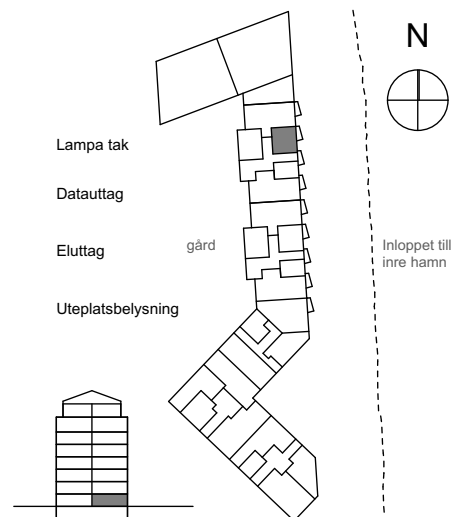 N
Lampa tak
Datauttag
Eluttag
gård
Inloppet till
inre hamn
Uteplatsbelysning